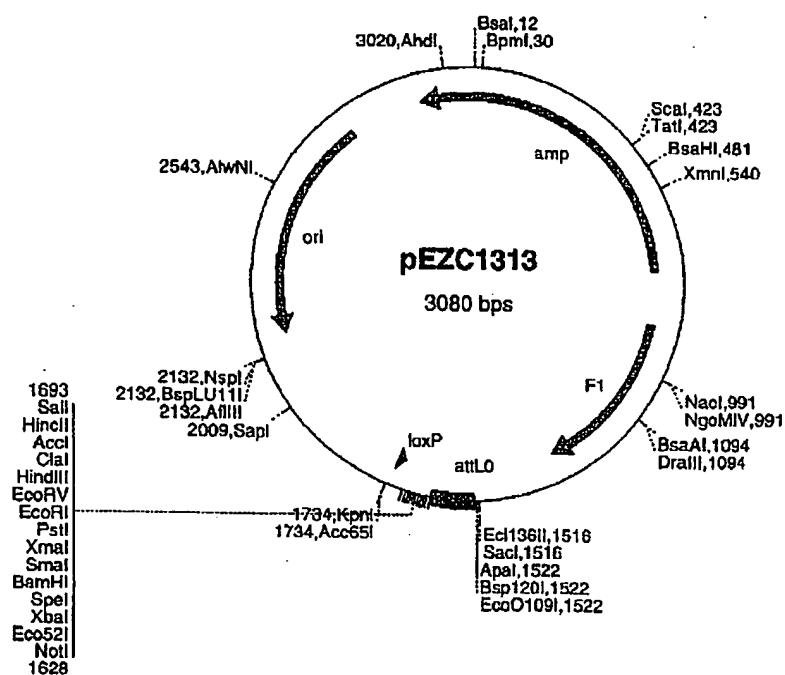 BsaI,12
3020,AhdI
BpmI,30
ScaI,423
TatI,423
amp
BsaHI,481
2543,AlwNI
XmnI,540
ori
pEZC1313
3080 bps
F1
2132,NspI
2132,BspLU11I
2132,AflIII
2009,SapI
NaeI,991
NgoMIV,991
BsaAI,1094
DraIII,1094
loxP
attL0
1693
SalI
HincII
AccI
ClaI
HindIII
EcoRV
EcoRI
PstI
XmaI
SmaI
BamHI
SpeI
XbaI
Eco52I
NotI
1628
1734,KpnI
1734,Acc65I
Ecl136II,1516
SacI,1516
ApaI,1522
Bsp120I,1522
EcoO109I,1522